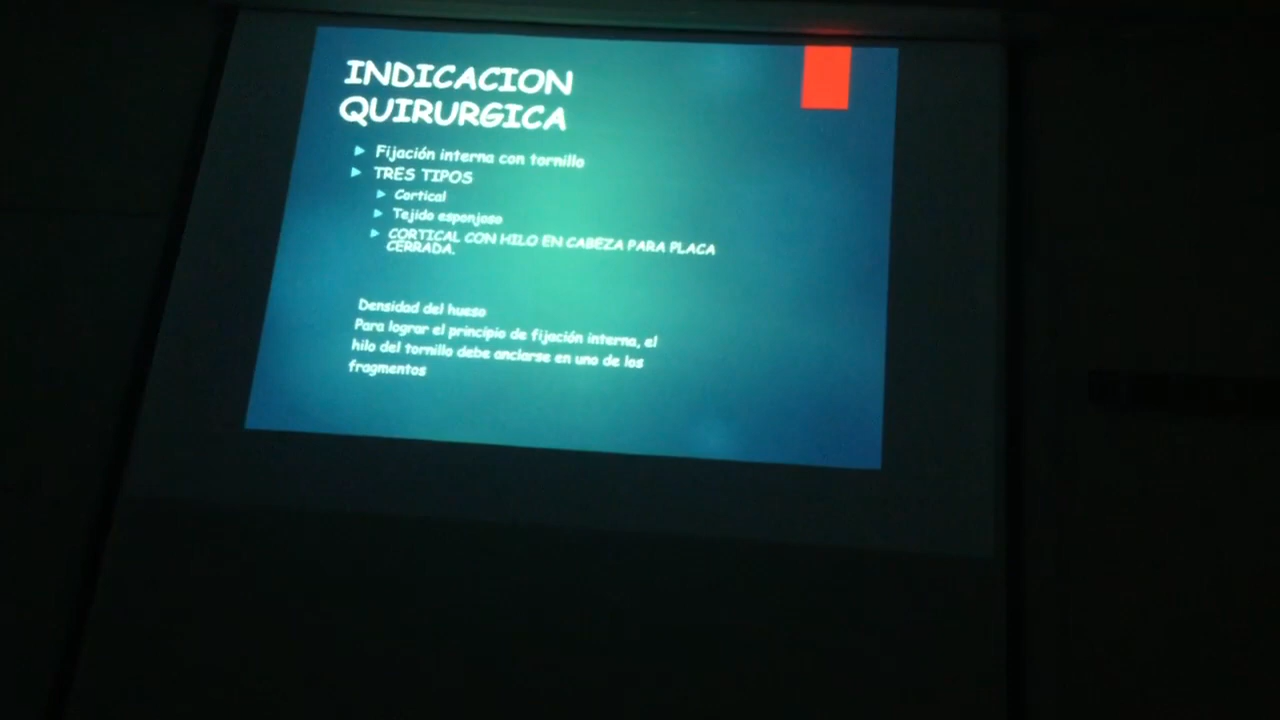 INDICACION
QUIRURGICA
Fijación interna con tornillo
TRES TIPOS
Cortical
Tejido esponjoso
CORTICAL CON HILO EN CABEZA PARA PLACA
CERRADA.
Densidad del hueso
Para lograr el principio de fijación interna, el
hilo del tornillo debe anclarse en uno de los
fragmentos